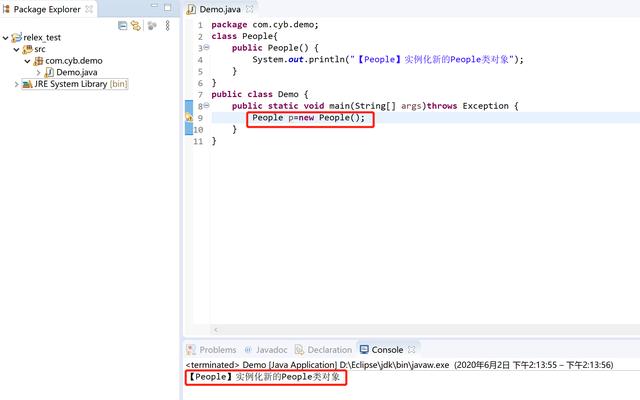 Package Explorer
Demo.java
relex_test
src
com.cyb.demo
Demo.java
JRE System Library [bin]
1 package com.cyb.demo;
2 class People{
3 public People() {
4 System.out.println("【People】实例化新的People类对象");
5 }
6 }
7 public class Demo {
8 public static void main(String[] args)throws Exception {
9 People p=new People();
10 }
11 }
Problems
Javadoc
Declaration
Console
<terminated> Demo [Java Application] D:\Eclipse\jdk\bin\javaw.exe (2020年6月2日 下午2:13:55 – 下午2:13:56)
【People】实例化新的People类对象